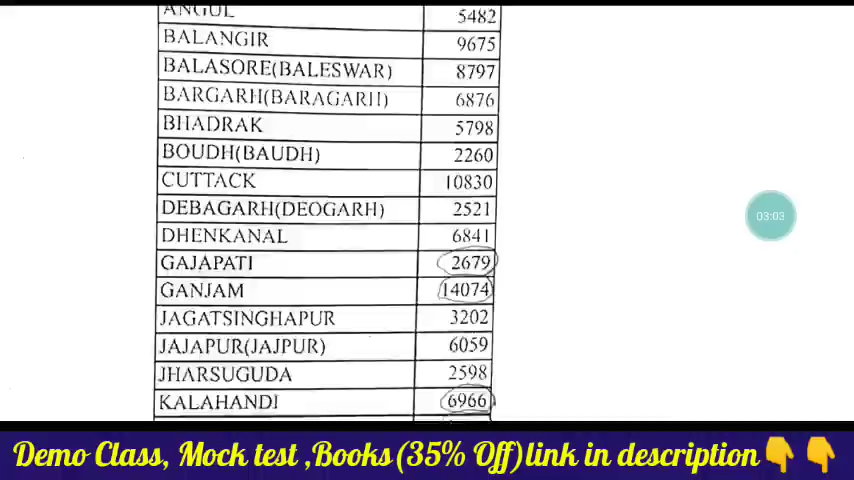 ANGUL 5482
BALANGIR 9675
BALASORE(BALESWAR) 8797
BARGARH(BARAGARH) 6876
BHADRAK 5798
BOUDH(BAUDH) 2260
CUTTACK 10830
DEBAGARH(DEOGARH) 2521
DHENKANAL 6841
GAJAPATI 2679
GANJAM 14074
JAGATSINGHAPUR 3202
JAJAPUR(JAJPUR) 6059
JHARSUGUDA 2598
KALAHANDI 6966
03:03
Demo Class, Mock test ,Books(35% Off)link in description👇👇